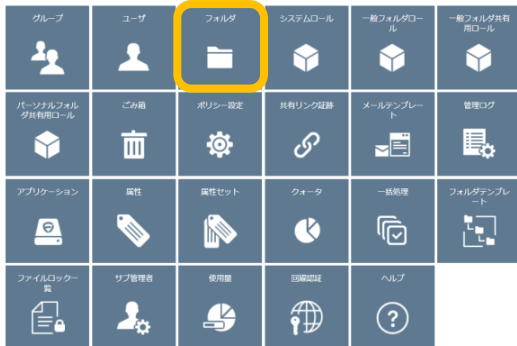 グループ
ユーザ
フォルダ
システムロール
一般フォルダロー
ル
一般フォルダ共有
用ロール
パーソナルフォル
ダ共有用ロール
ごみ箱
ポリシー設定
共有リンク証跡
メールテンプレー
ト
管理ログ
アプリケーション
属性
属性セット
クォータ
一括処理
フォルダテンプレ
ート
ファイルロック一
覧
サブ管理者
使用量
回線認証
ヘルプ